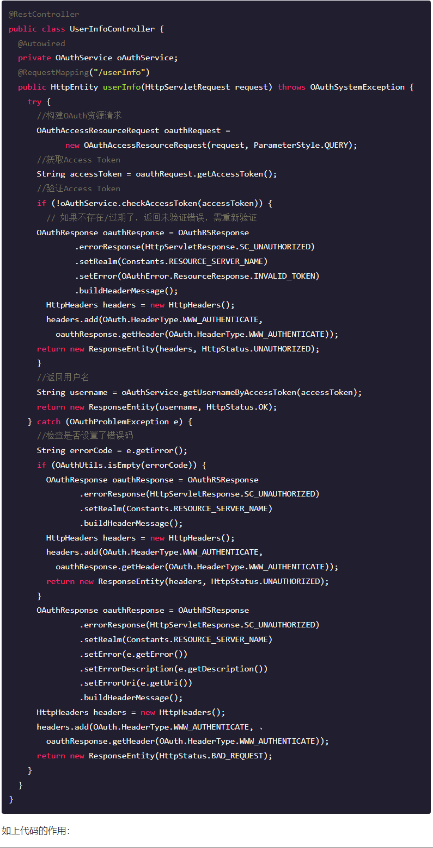 @RestController
public class UserInfoController {
  @Autowired
  private OAuthService oAuthService;
  @RequestMapping("/userInfo")
  public HttpEntity userInfo(HttpServletRequest request) throws OAuthSystemException {
    try {
      //构建OAuth资源请求
      OAuthAccessResourceRequest oauthRequest =
            new OAuthAccessResourceRequest(request, ParameterStyle.QUERY);
      //获取Access Token
      String accessToken = oauthRequest.getAccessToken();
      //验证Access Token
      if (!oAuthService.checkAccessToken(accessToken)) {
        // 如果不存在/过期了，返回未验证错误，需重新验证
      OAuthResponse oauthResponse = OAuthRSResponse
              .errorResponse(HttpServletResponse.SC_UNAUTHORIZED)
              .setRealm(Constants.RESOURCE_SERVER_NAME)
              .setError(OAuthError.ResourceResponse.INVALID_TOKEN)
              .buildHeaderMessage();
        HttpHeaders headers = new HttpHeaders();
        headers.add(OAuth.HeaderType.WWW_AUTHENTICATE,
          oauthResponse.getHeader(OAuth.HeaderType.WWW_AUTHENTICATE));
      return new ResponseEntity(headers, HttpStatus.UNAUTHORIZED);
      }
      //返回用户名
      String username = oAuthService.getUsernameByAccessToken(accessToken);
      return new ResponseEntity(username, HttpStatus.OK);
    } catch (OAuthProblemException e) {
      //检查是否设置了错误码
      String errorCode = e.getError();
      if (OAuthUtils.isEmpty(errorCode)) {
        OAuthResponse oauthResponse = OAuthRSResponse
               .errorResponse(HttpServletResponse.SC_UNAUTHORIZED)
               .setRealm(Constants.RESOURCE_SERVER_NAME)
               .buildHeaderMessage();
        HttpHeaders headers = new HttpHeaders();
        headers.add(OAuth.HeaderType.WWW_AUTHENTICATE,
          oauthResponse.getHeader(OAuth.HeaderType.WWW_AUTHENTICATE));
        return new ResponseEntity(headers, HttpStatus.UNAUTHORIZED);
      }
      OAuthResponse oauthResponse = OAuthRSResponse
               .errorResponse(HttpServletResponse.SC_UNAUTHORIZED)
               .setRealm(Constants.RESOURCE_SERVER_NAME)
               .setError(e.getError())
               .setErrorDescription(e.getDescription())
               .setErrorUri(e.getUri())
               .buildHeaderMessage();
      HttpHeaders headers = new HttpHeaders();
      headers.add(OAuth.HeaderType.WWW_AUTHENTICATE, 、
        oauthResponse.getHeader(OAuth.HeaderType.WWW_AUTHENTICATE));
      return new ResponseEntity(HttpStatus.BAD_REQUEST);
    }
  }
}
如上代码的作用：